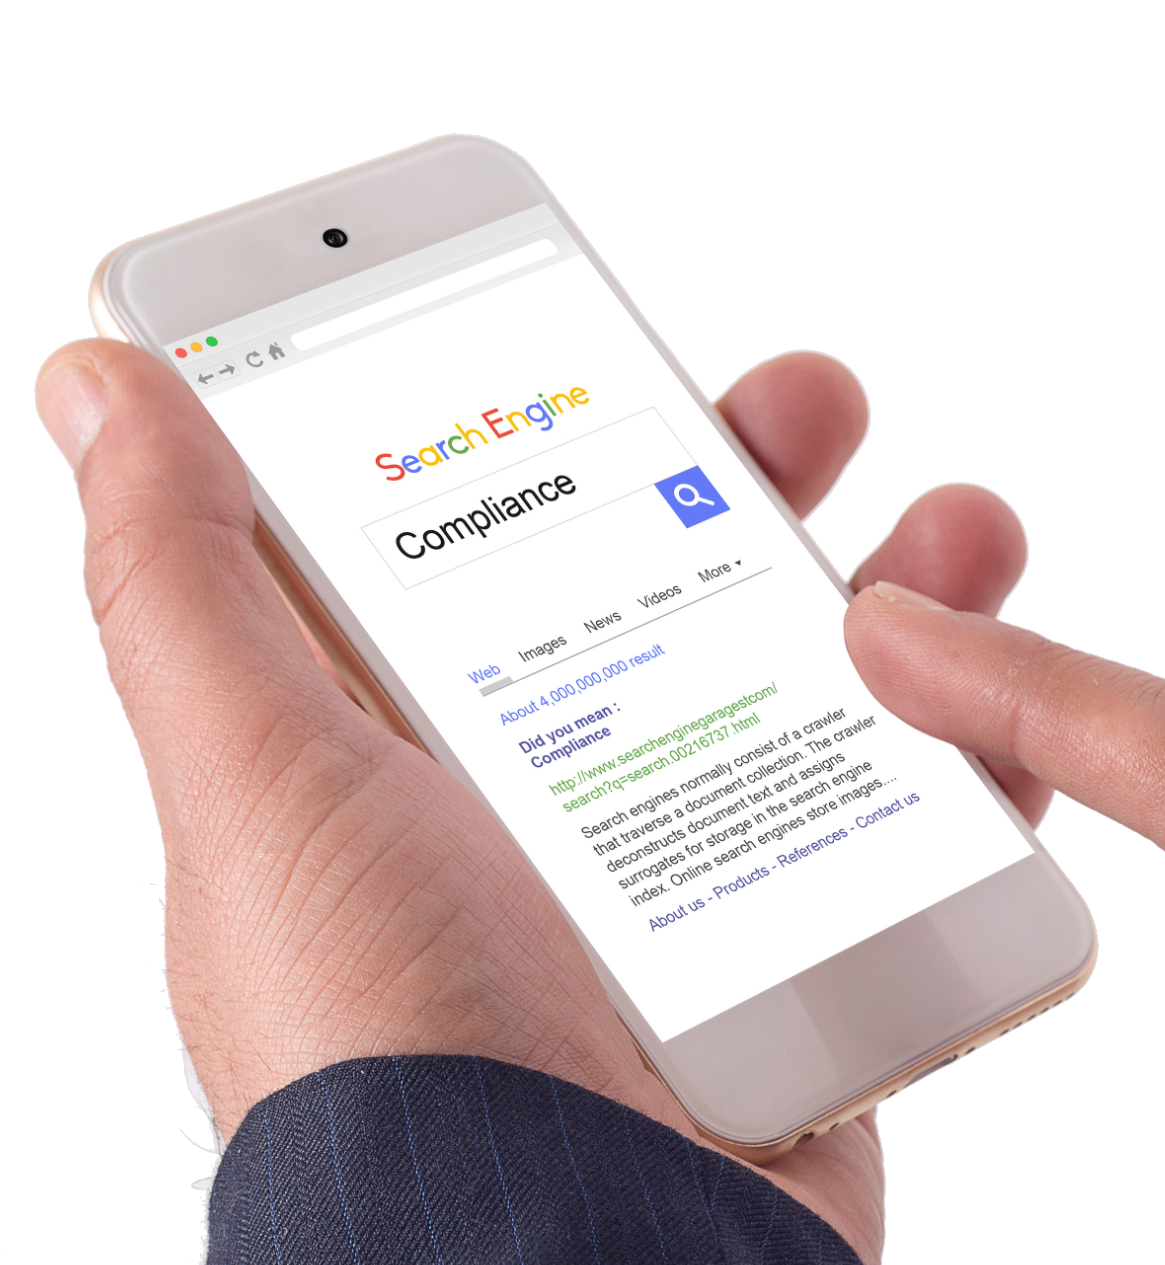 Search Engine
Compliance
Web Images News Videos More
About 4,000,000,000 result
Did you mean :
Compliance
http://www.searchenginegaragestcom/
search?q=search.00216737.html
Search engines normally consist of a crawler
that traverse a document collection. The crawler
deconstructs document text and assigns
surrogates for storage in the search engine
index. Online search engines store images....
About us - Products - References - Contact us